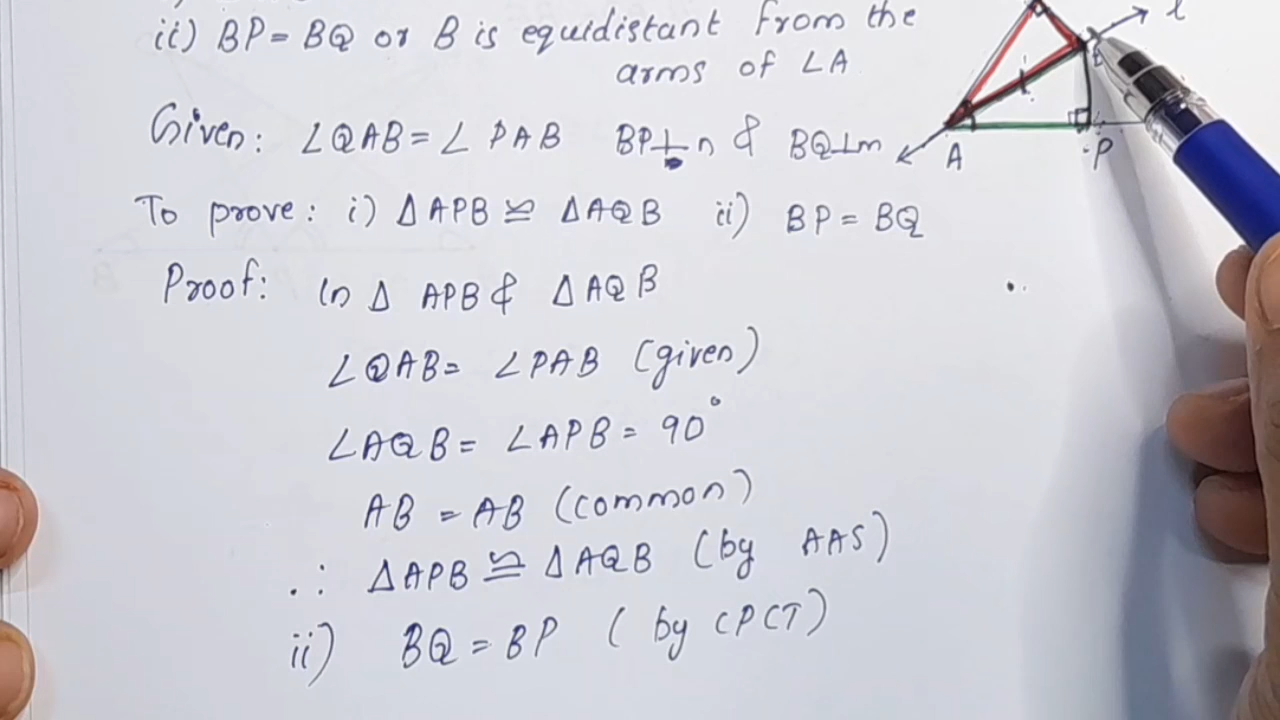 ii) BP = BQ or B is equidistant from the
arms of ∠A
Given: ∠QAB = ∠PAB BP⊥n & BQ⊥m
To prove: i) ΔAPB ≅ ΔAQB ii) BP = BQ
Proof: In Δ APB & ΔAQB
∠QAB = ∠PAB (given)
∠AQB = ∠APB = 90°
AB = AB (common)
∴ ΔAPB ≅ ΔAQB (by AAS)
ii) BQ = BP (by CPCT)
l
A
P